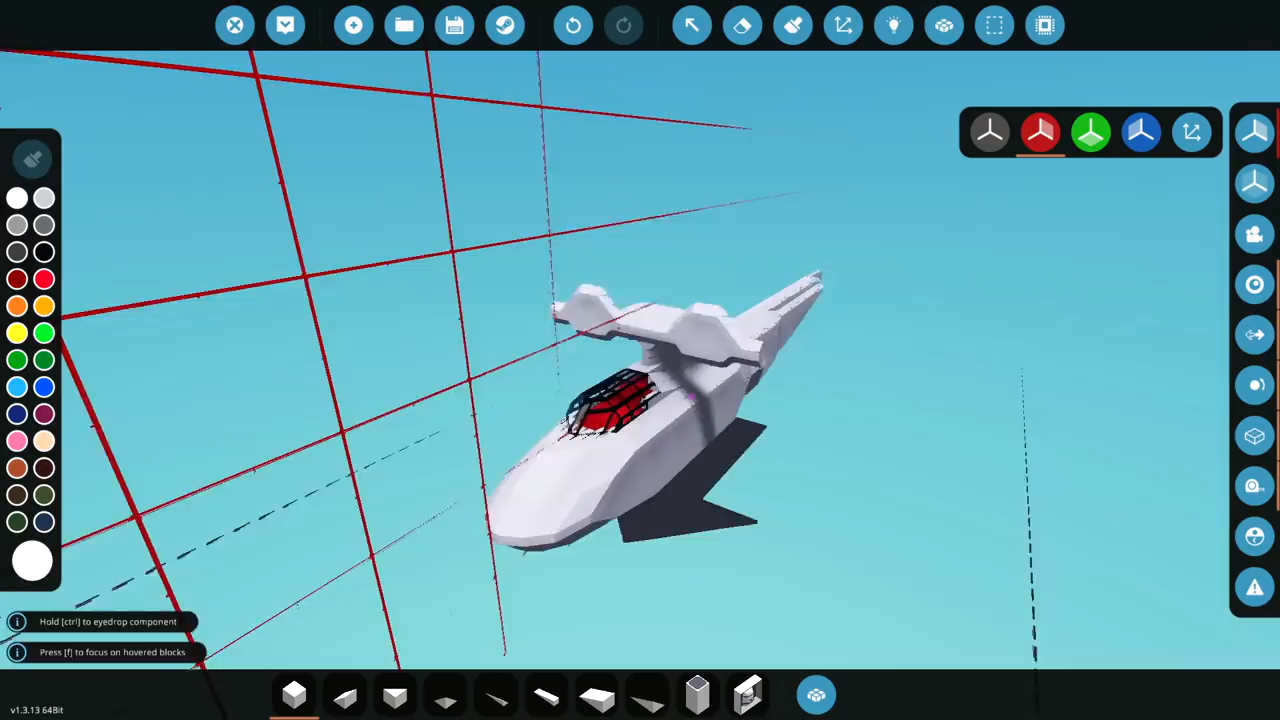 Hold [ctrl] to eyedrop component
Press [f] to focus on hovered blocks
v1.3.13 64Bit